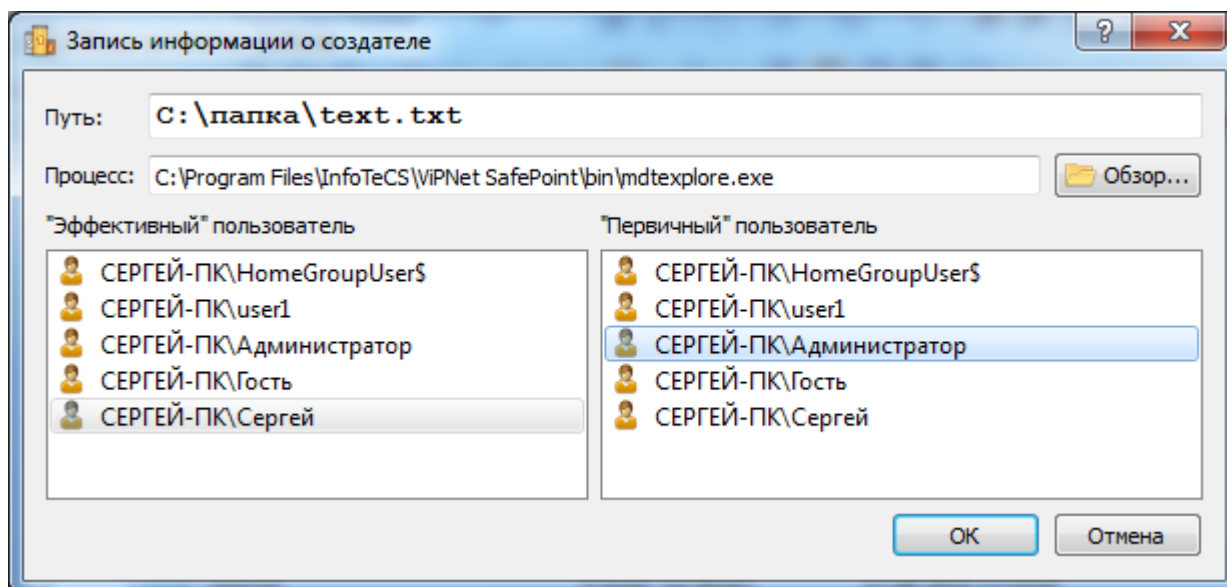 Запись информации о создателе
Путь: C:\папка\text.txt
Процесс: C:\Program Files\InfoTeCS\ViPNet SafePoint\bin\mdtexplore.exe Обзор...
"Эффективный" пользователь
СЕРГЕЙ-ПК\HomeGroupUser$
СЕРГЕЙ-ПК\user1
СЕРГЕЙ-ПК\Администратор
СЕРГЕЙ-ПК\Гость
СЕРГЕЙ-ПК\Сергей
"Первичный" пользователь
СЕРГЕЙ-ПК\HomeGroupUser$
СЕРГЕЙ-ПК\user1
СЕРГЕЙ-ПК\Администратор
СЕРГЕЙ-ПК\Гость
СЕРГЕЙ-ПК\Сергей
ОК Отмена